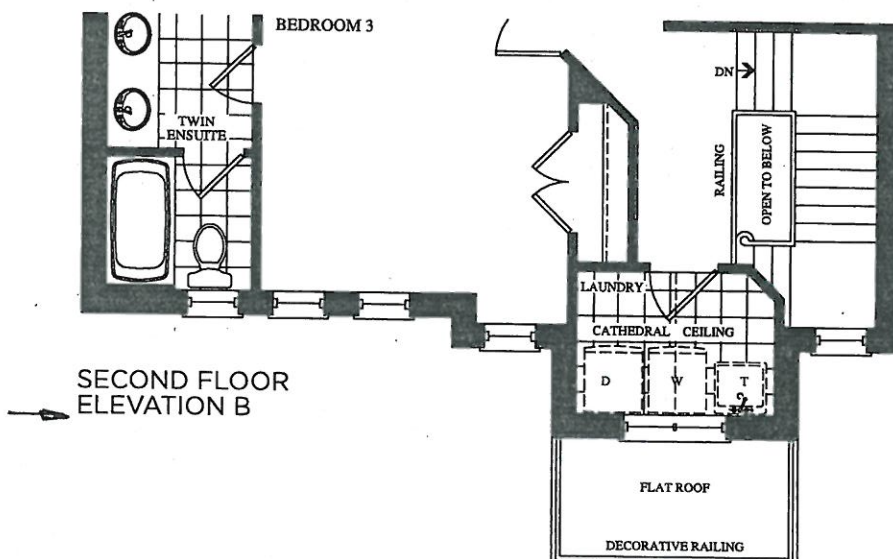 BEDROOM 3
DN
TWIN
ENSUITE
RAILING
OPEN TO BELOW
LAUNDRY
CATHEDRAL CEILING
D
W
T
SECOND FLOOR
ELEVATION B
FLAT ROOF
DECORATIVE RAILING